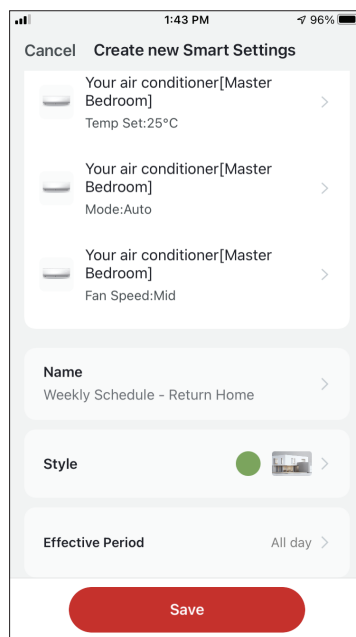 1:43 PM
96%
Cancel Create new Smart Settings
Your air conditioner[Master
Bedroom]
Temp Set:25°C
Your air conditioner[Master
Bedroom]
Mode:Auto
Your air conditioner[Master
Bedroom]
Fan Speed:Mid
Name
Weekly Schedule - Return Home
Style
Effective Period All day
Save